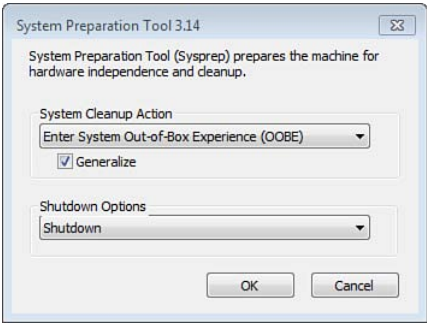 System Preparation Tool 3.14
System Preparation Tool (Sysprep) prepares the machine for
hardware independence and cleanup.
System Cleanup Action
Enter System Out-of-Box Experience (OOBE)
Generalize
Shutdown Options
Shutdown
OK
Cancel